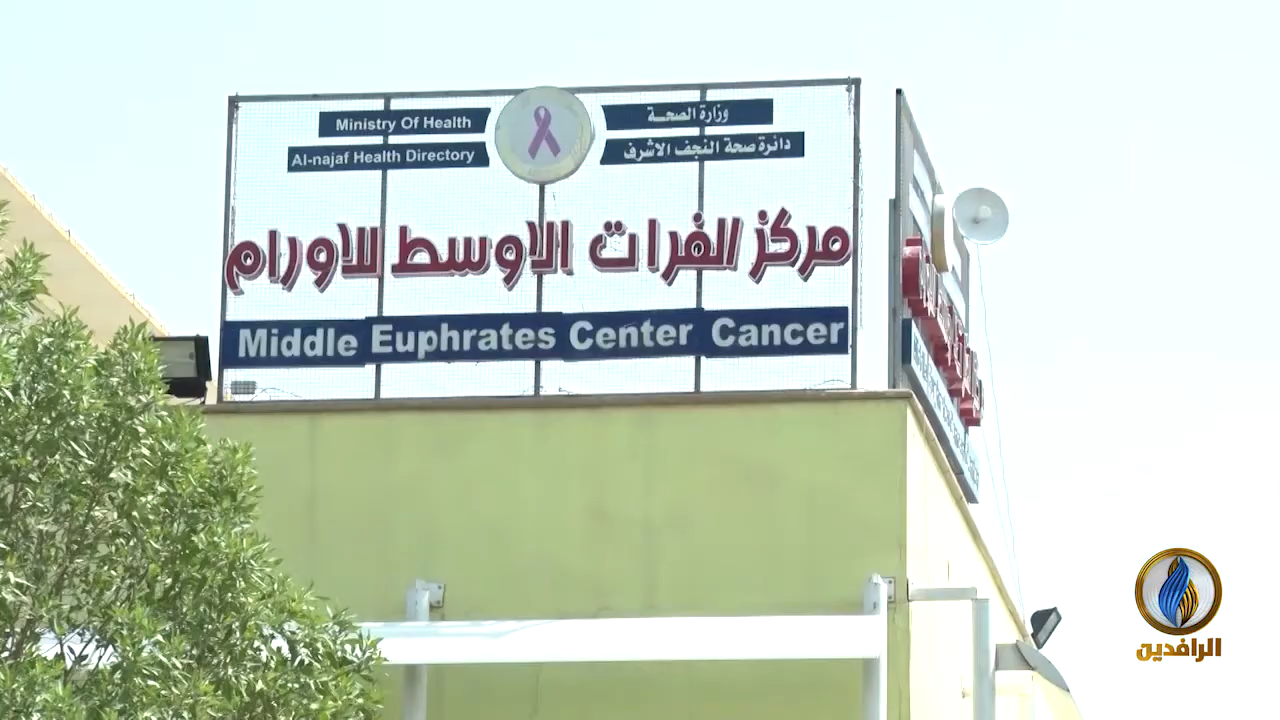 Ministry Of Health
وزارة الصحـــة
Al-najaf Health Directory
دائرة صحة النجف الاشرف
مركز الفرات الاوسط للاورام
Middle Euphrates Center Cancer
الرافدين